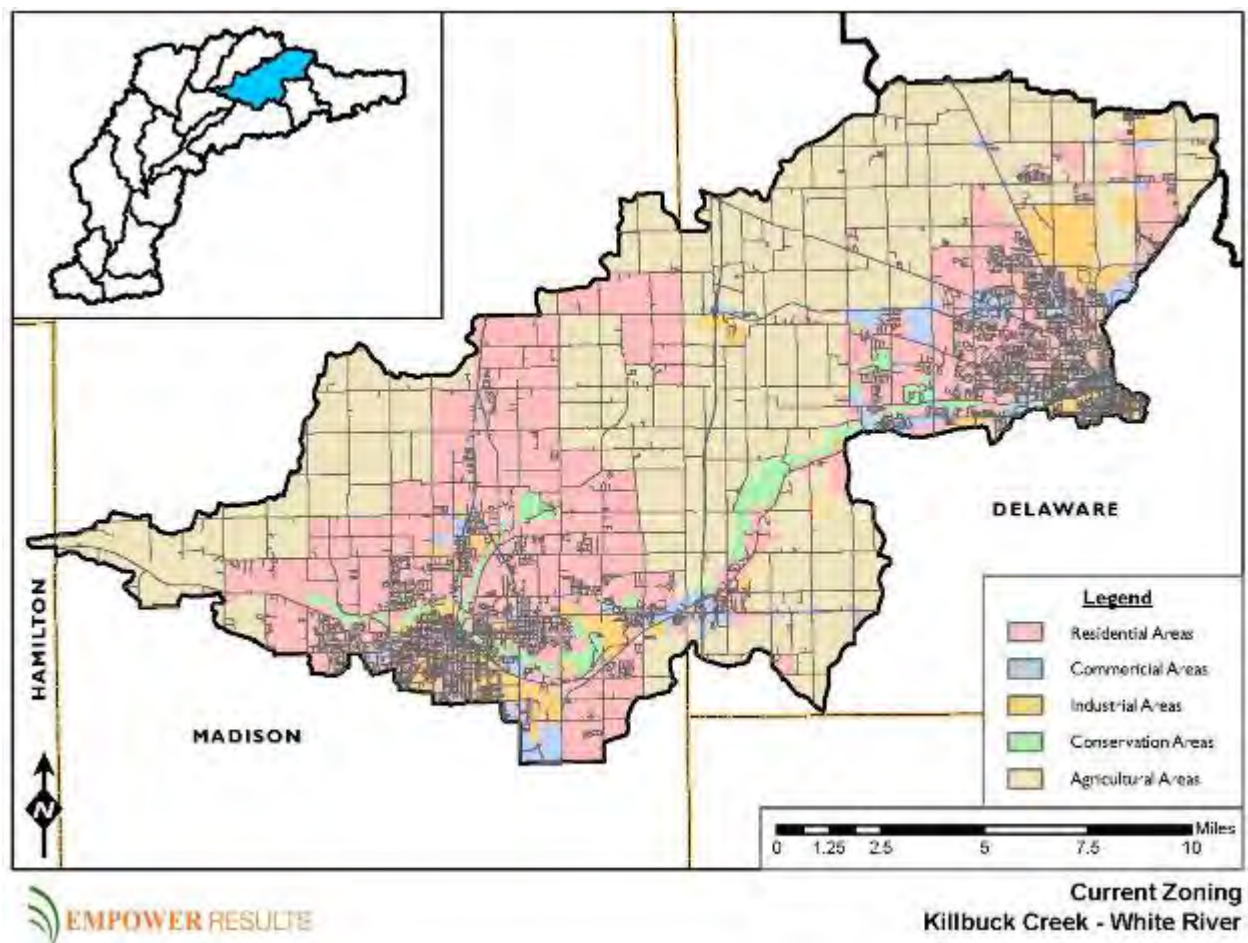 HAMILTON
MADISON
DELAWARE
Legend
Residential Areas
Commericial Areas
Industrial Areas
Conservation Areas
Agricultural Areas
N
Miles
0 1.25 2.5 5 7.5 10
EMPOWER RESULTS
Current Zoning
Killbuck Creek - White River